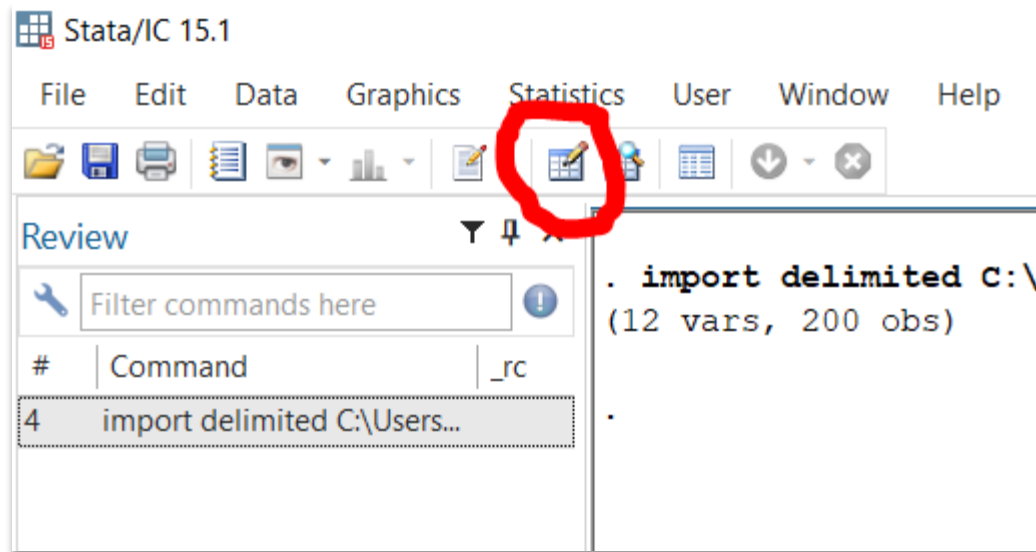 Stata/IC 15.1
File Edit Data Graphics Statistics User Window Help
Review
Filter commands here
# Command _rc
4 import delimited C:\Users...
. import delimited C:\
(12 vars, 200 obs)
.